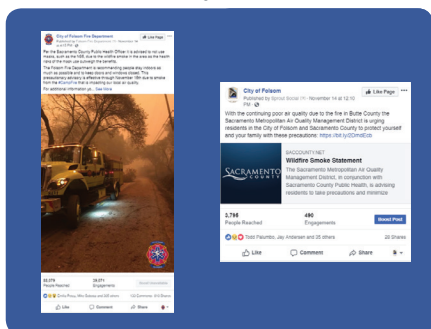 City of Folsom Fire Department
Like Page
Per the Sacramento County Public Health Officer it is advised to not use
masks, such as the N95, due to the wildfire smoke in the area as the health
risks of the mask use outweigh the benefits.
The Folsom Fire Department is recommending people stay indoors as
much as possible and to keep doors and windows closed. This
precautionary advisory is effective through November 16th due to smoke
from the #CampFire that is impacting our local air quality.
For additional information
See More
People Reached
Engagements
Like
Comment
Share
City of Folsom
Like Page
Published by Sprout Social · November 14 at 12:10
PM ·
With the continuing poor air quality due to the fire in Butte County the
Sacramento Metropolitan Air Quality Management District is urging
residents in the City of Folsom and Sacramento County to protect yourself
and your family with these precautions:
SACRAMENTO
COUNTY
SACCOUNTY.NET
Wildfire Smoke Statement
The Sacramento Metropolitan Air Quality
Management District, in conjunction with
Sacramento County Public Health, is advising
residents to take precautions and minimize
3,795
People Reached
490
Engagements
Boost Post
Todd Palumbo, Jay Andersen and 25 others
20 Shares
Like
Comment
Share